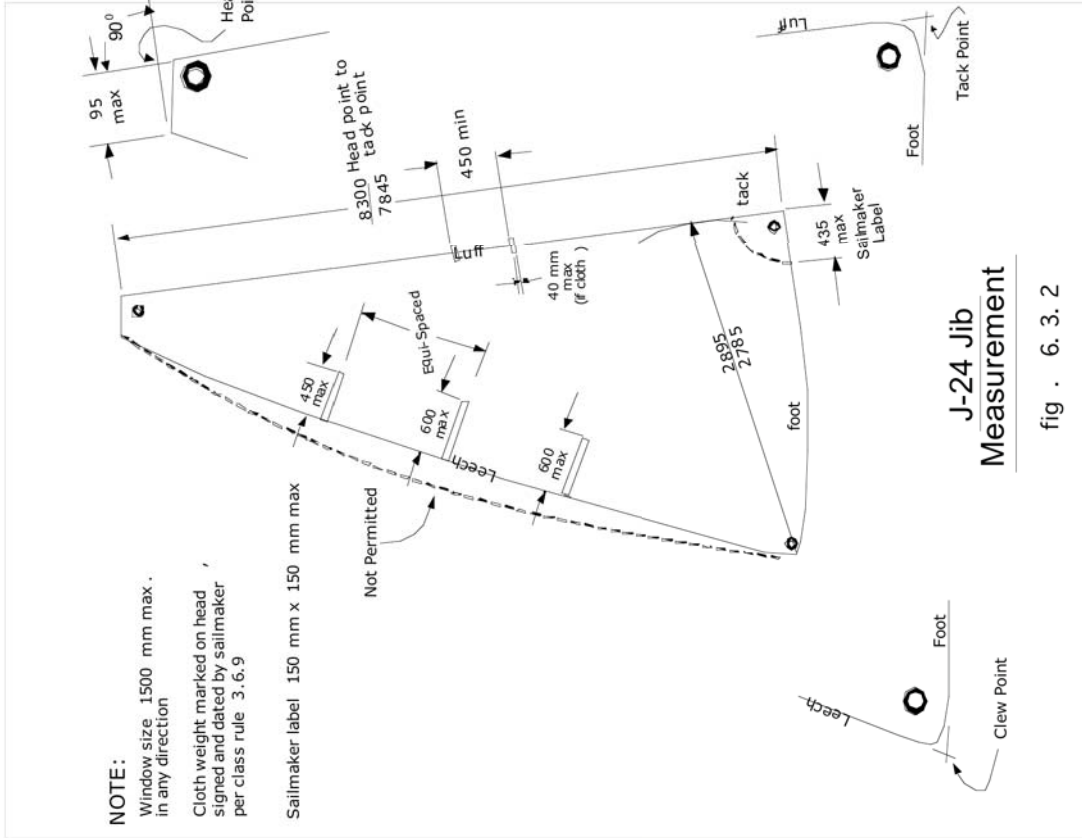 NOTE:
Window size 1500 mm max .
in any direction
Cloth weight marked on head ,
signed and dated by sailmaker
per class rule 3.6.9
Sailmaker label 150 mm x 150 mm max
95
max
90⁰
Not Permitted
450
max
Equi-Spaced
600
max
Leech
600
max
8300 Head point to
7845 tack point
450 min
Luff
40 mm
max
(if cloth )
2895
2785
tack
435
max
Sailmaker
Label
foot
Luff
Foot
Tack Point
Leech
Foot
Clew Point
J-24 Jib
Measurement
fig . 6. 3. 2